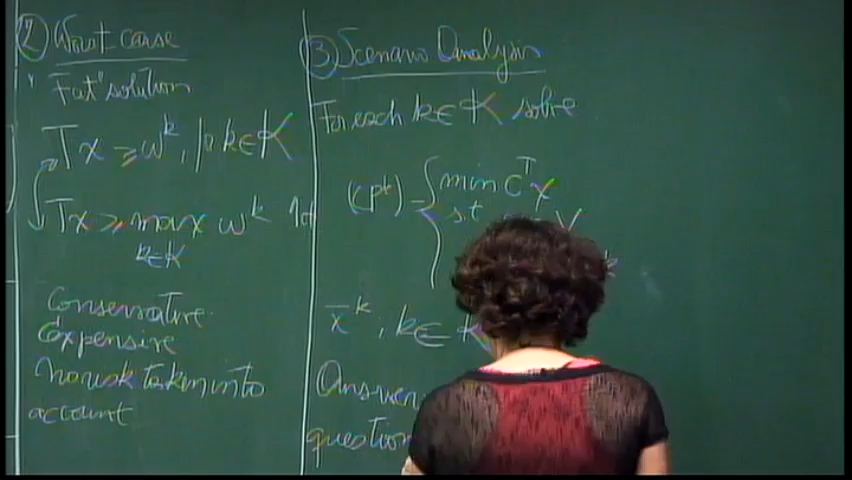 ② Worst case
"Fat" solution
Tx ≥ w^k, k ∈ K
Tx ≥ max w^k
k∈K
Conservative
Expensive
No risk taken into
account
③ Scenario Analysis
For each k ∈ K solve
(P^k) { min c^T x
s.t
x̄^k, k ∈ K
Answer
question